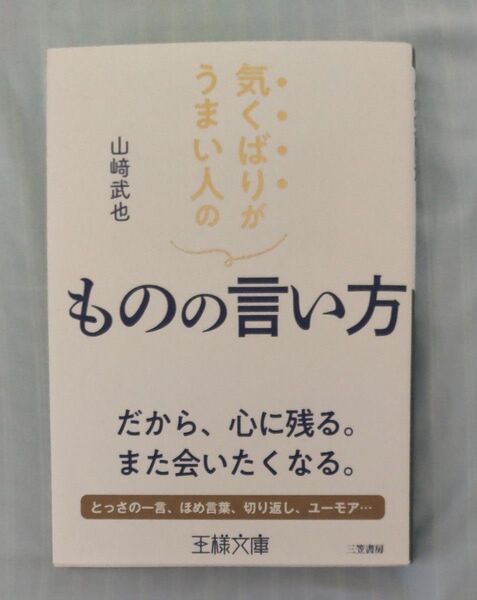 気くばりが
うまい人の
山﨑武也
ものの言い方
だから、心に残る。
また会いたくなる。
とっさの一言、ほめ言葉、切り返し、ユーモア…
王様文庫
三笠書房